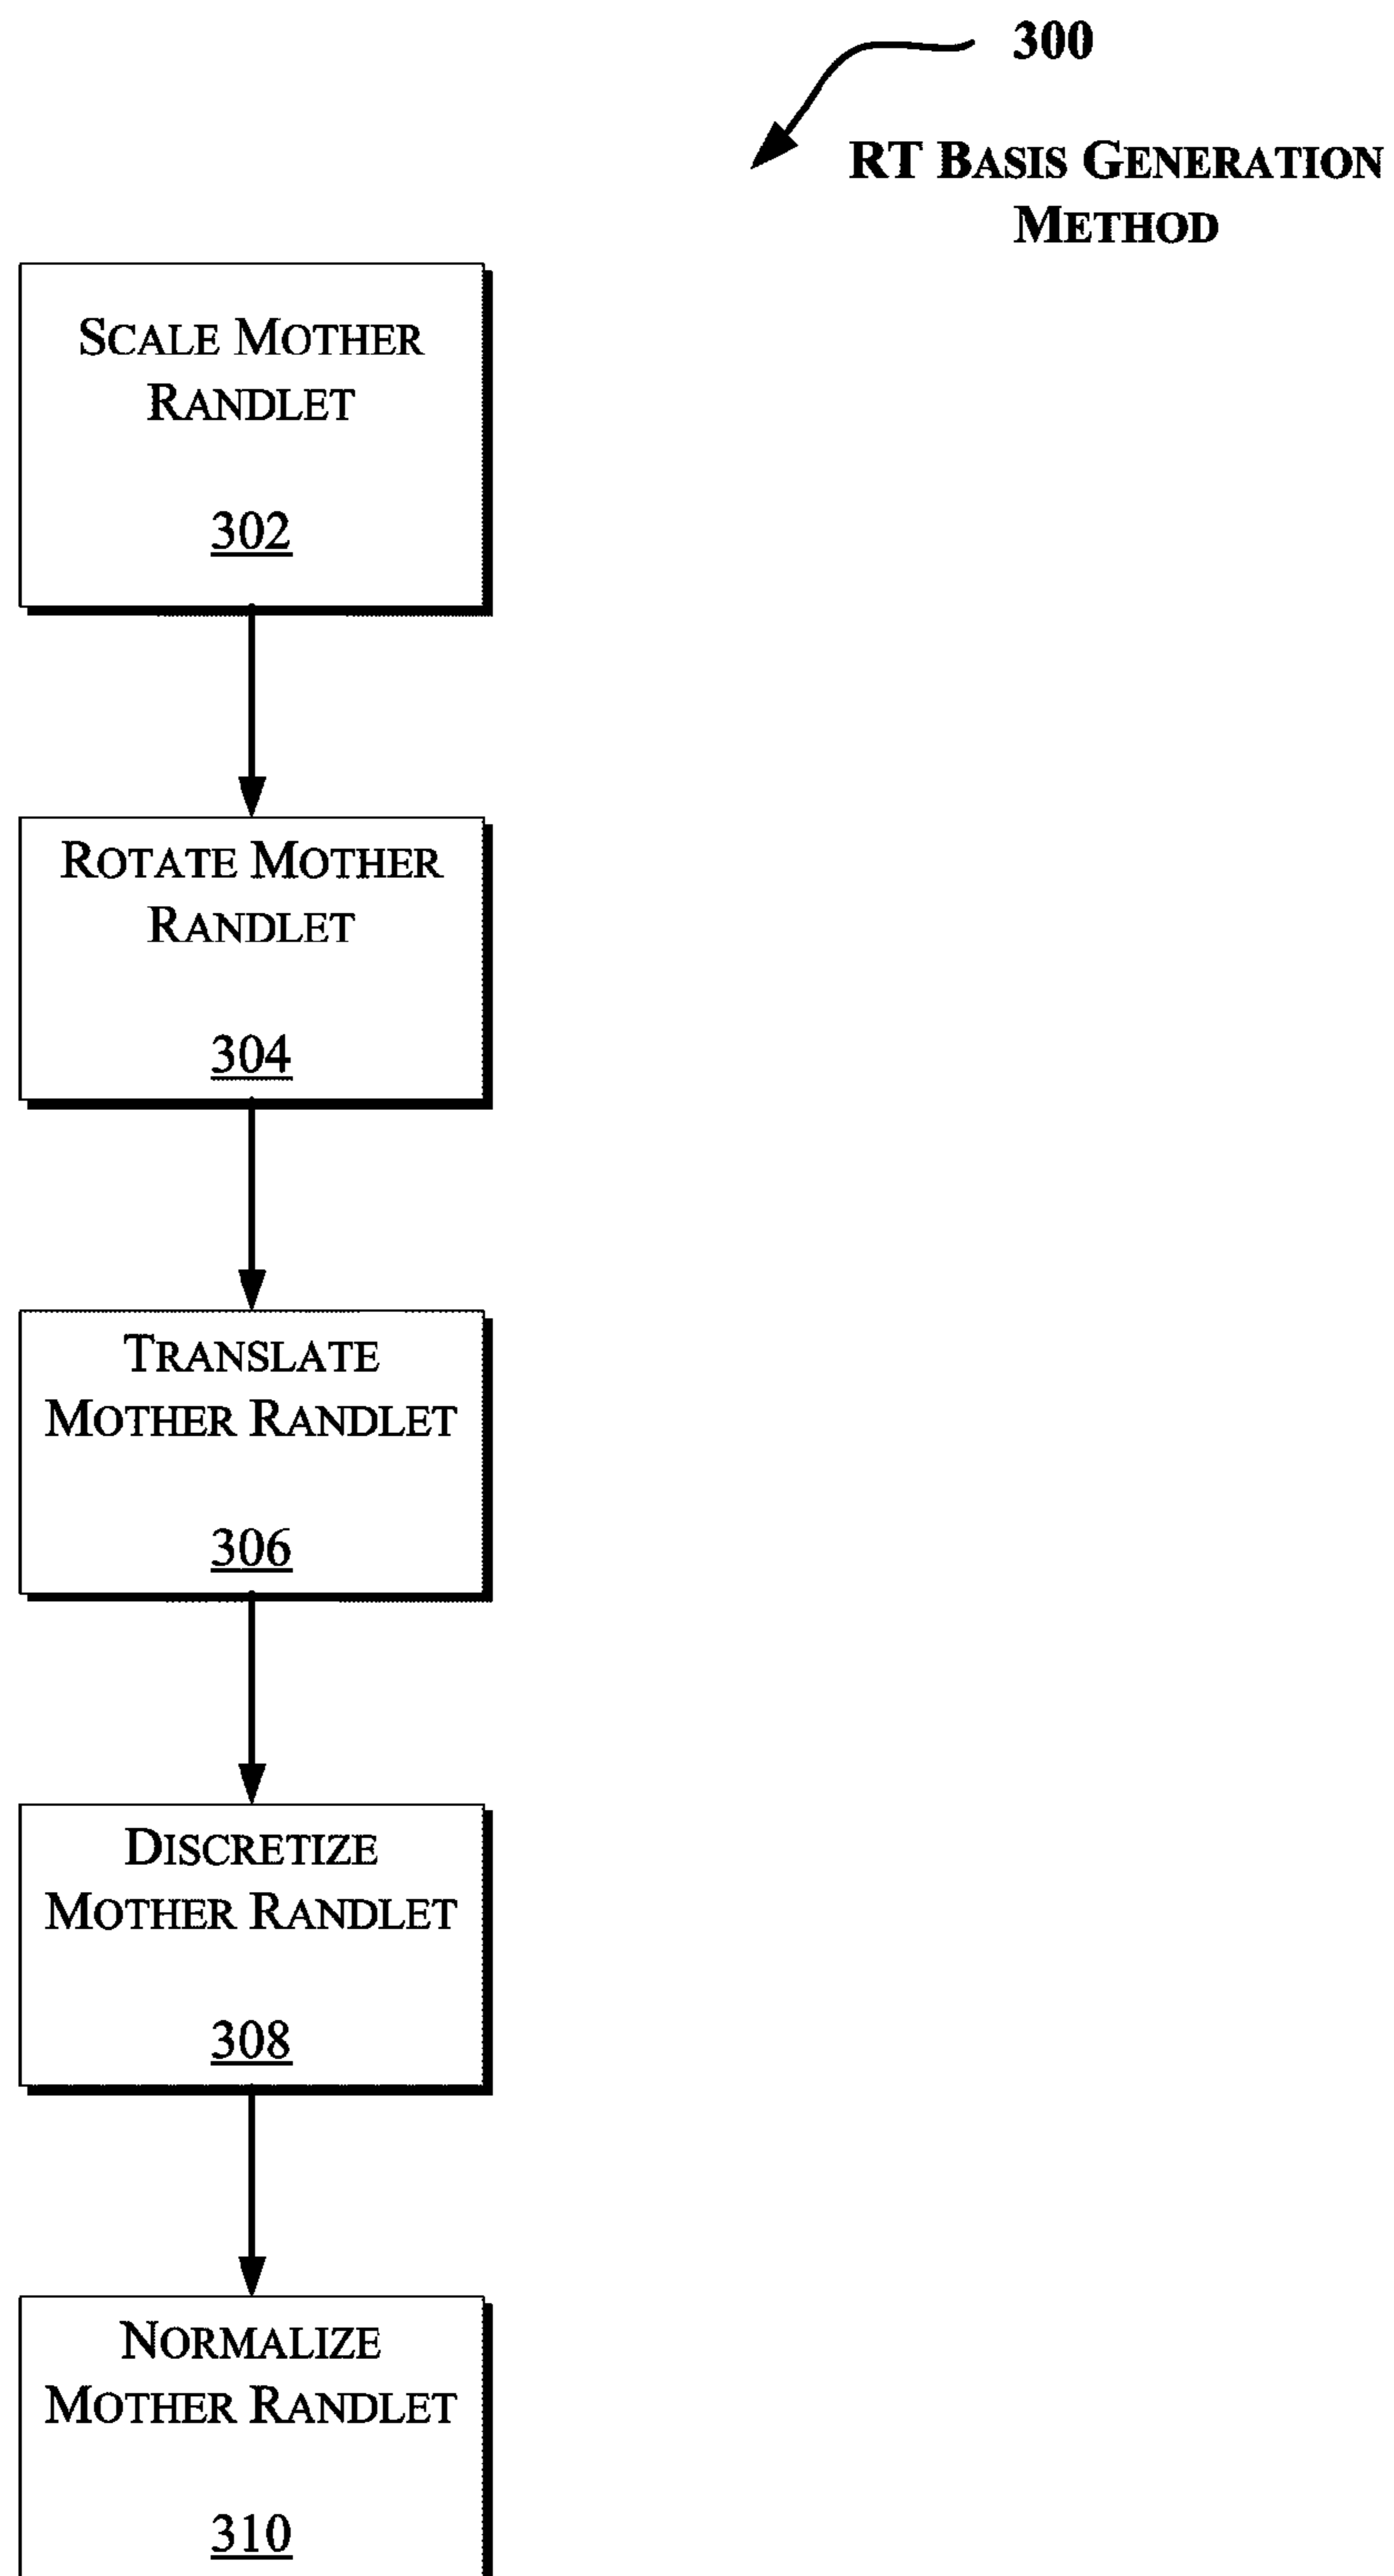 300
RT BASIS GENERATION
METHOD
SCALE MOTHER
RANDLET
302
ROTATE MOTHER
RANDLET
304
TRANSLATE
MOTHER RANDLET
306
DISCRETIZE
MOTHER RANDLET
308
NORMALIZE
MOTHER RANDLET
310